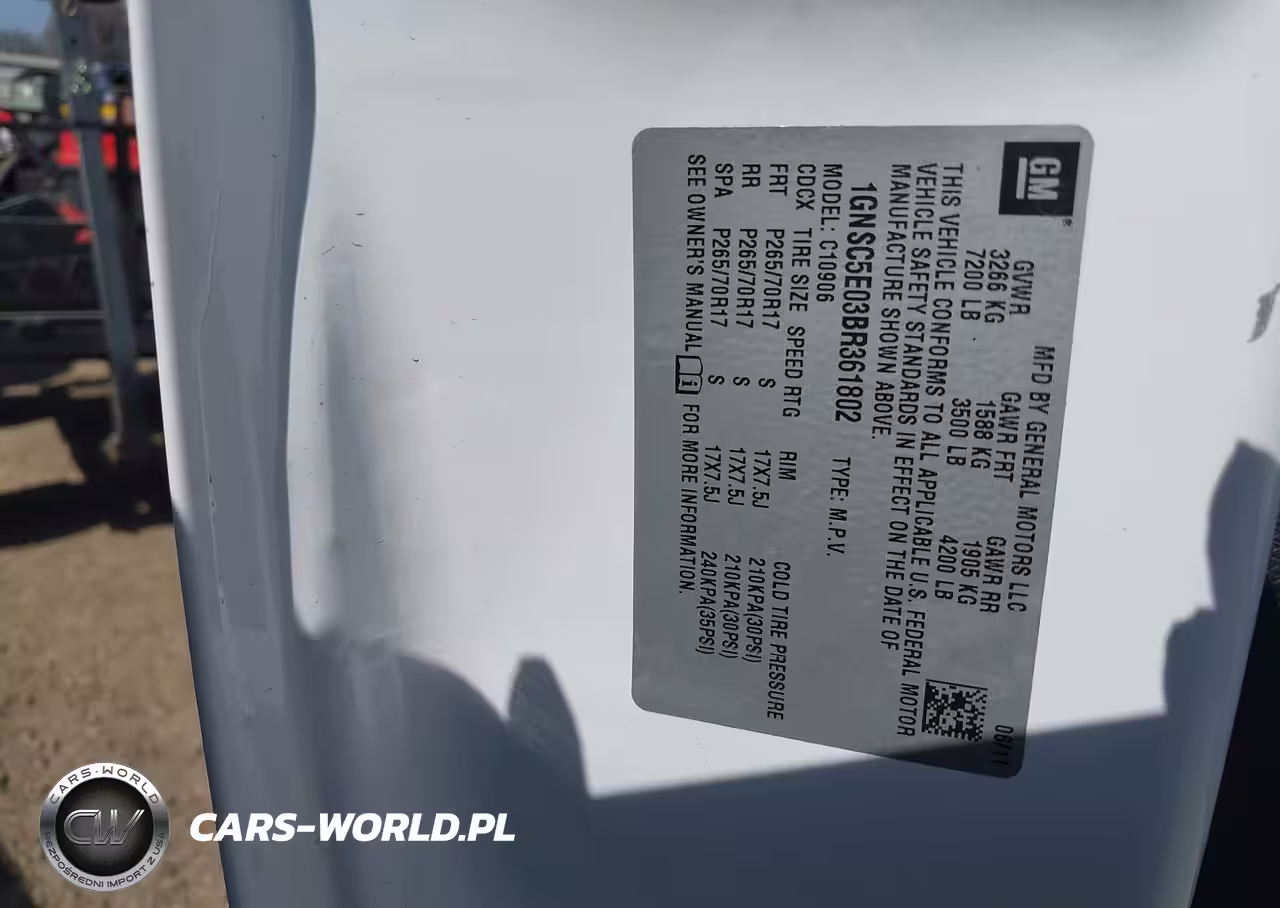 GM
®
MFD BY GENERAL MOTORS LLC
06/11
GVWR GAWR FRT GAWR RR
3266 KG 1588 KG 1905 KG
7200 LB 3500 LB 4200 LB
THIS VEHICLE CONFORMS TO ALL APPLICABLE U.S. FEDERAL MOTOR
VEHICLE SAFETY STANDARDS IN EFFECT ON THE DATE OF
MANUFACTURE SHOWN ABOVE.
1GNSC5E03BR361802 TYPE: M.P.V.
MODEL: C10906
CDCX TIRE SIZE SPEED RTG RIM COLD TIRE PRESSURE
FRT P265/70R17 S 17X7.5J 210KPA(30PSI)
RR P265/70R17 S 17X7.5J 210KPA(30PSI)
SPA P265/70R17 S 17X7.5J 240KPA(35PSI)
SEE OWNER'S MANUAL i FOR MORE INFORMATION.
CARS-WORLD
CW
BEZPOŚREDNI IMPORT Z USA
CARS-WORLD.PL